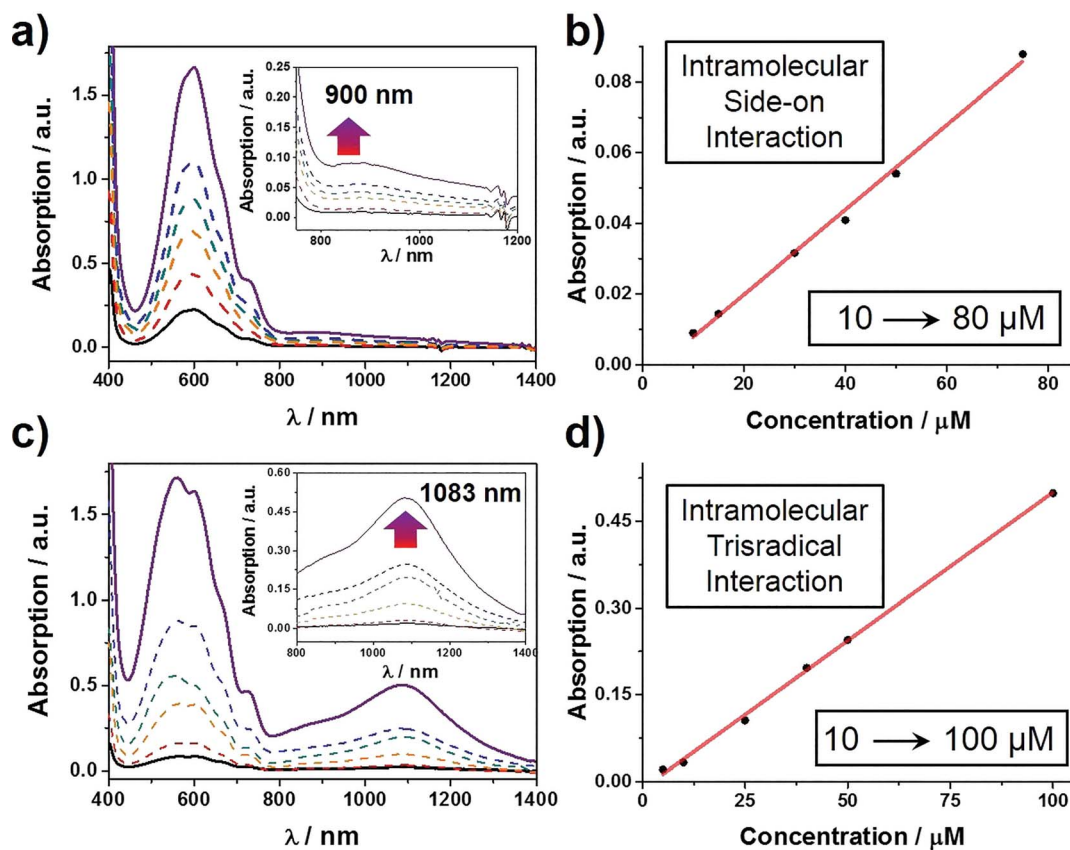 a)
Absorption / a.u.
1.5
1.0
0.5
0.0
400 600 800 1000 1200 1400
λ / nm
Absorption / a.u.
0.25
0.20
0.15
0.10
0.05
0.00
800 1000 1200
λ / nm
900 nm
b)
Absorption / a.u.
0.08
0.06
0.04
0.02
0.00
0 20 40 60 80
Concentration / μM
Intramolecular
Side-on
Interaction
10 → 80 μM
c)
Absorption / a.u.
1.5
1.0
0.5
0.0
400 600 800 1000 1200 1400
λ / nm
Absorption / a.u.
0.60
0.45
0.30
0.15
0.00
800 1000 1200 1400
λ / nm
1083 nm
d)
Absorption / a.u.
0.45
0.30
0.15
0.00
25 50 75 100
Concentration / μM
Intramolecular
Trisradical
Interaction
10 → 100 μM